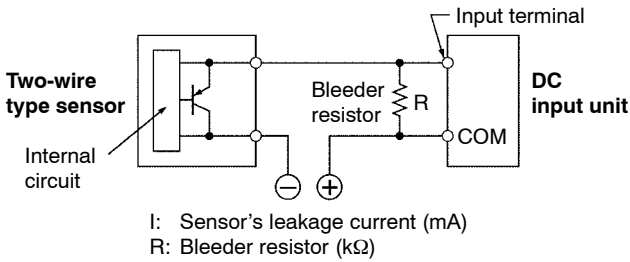 Input terminal
Two-wire
type sensor
Bleeder
resistor
R
DC
input unit
COM
Internal
circuit
−
+
I: Sensor's leakage current (mA)
R: Bleeder resistor (kΩ)